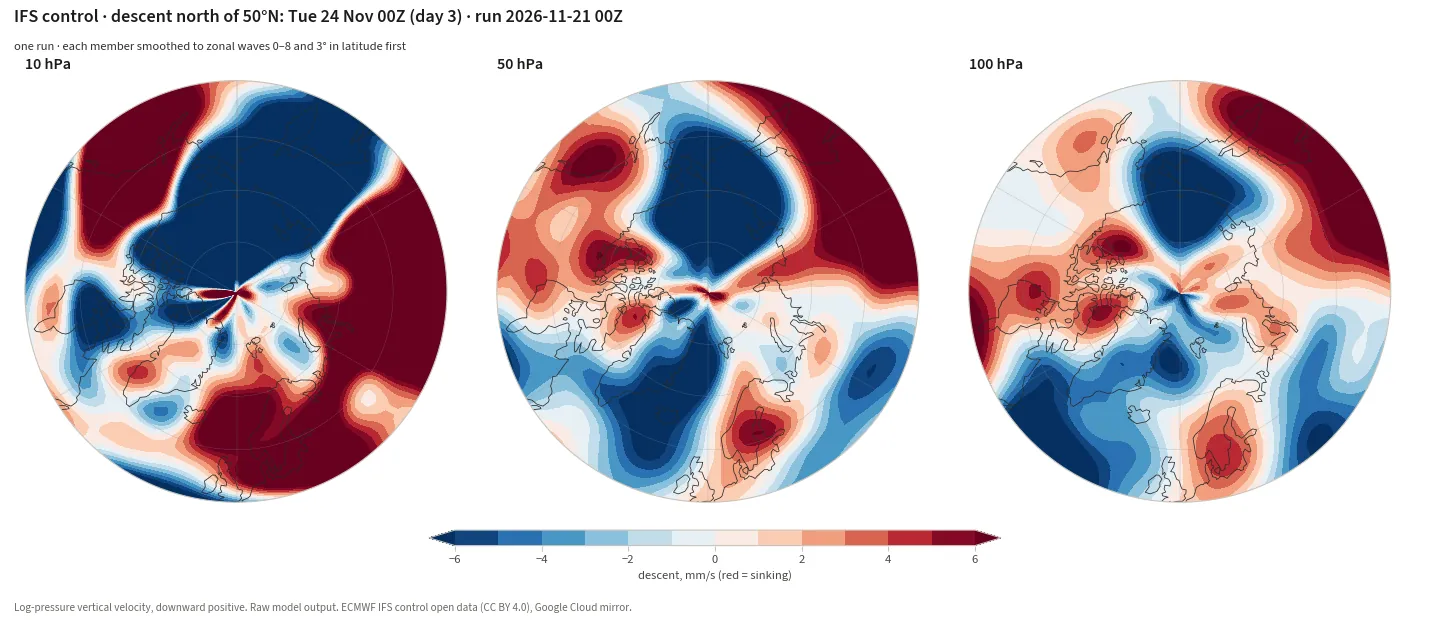 IFS control · descent north of 50°N: Tue 24 Nov 00Z (day 3) · run 2026-11-21 00Z
one run · each member smoothed to zonal waves 0–8 and 3° in latitude first
10 hPa
50 hPa
100 hPa
−6 −4 −2 0 2 4 6
descent, mm/s (red = sinking)
Log-pressure vertical velocity, downward positive. Raw model output. ECMWF IFS control open data (CC BY 4.0), Google Cloud mirror.